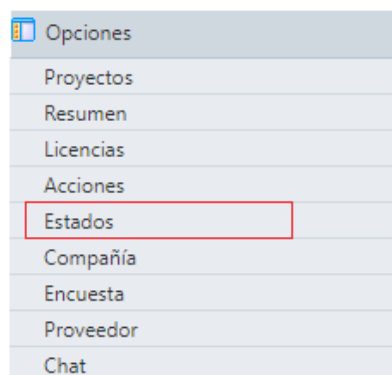 Opciones
Proyectos
Resumen
Licencias
Acciones
Estados
Compañía
Encuesta
Proveedor
Chat